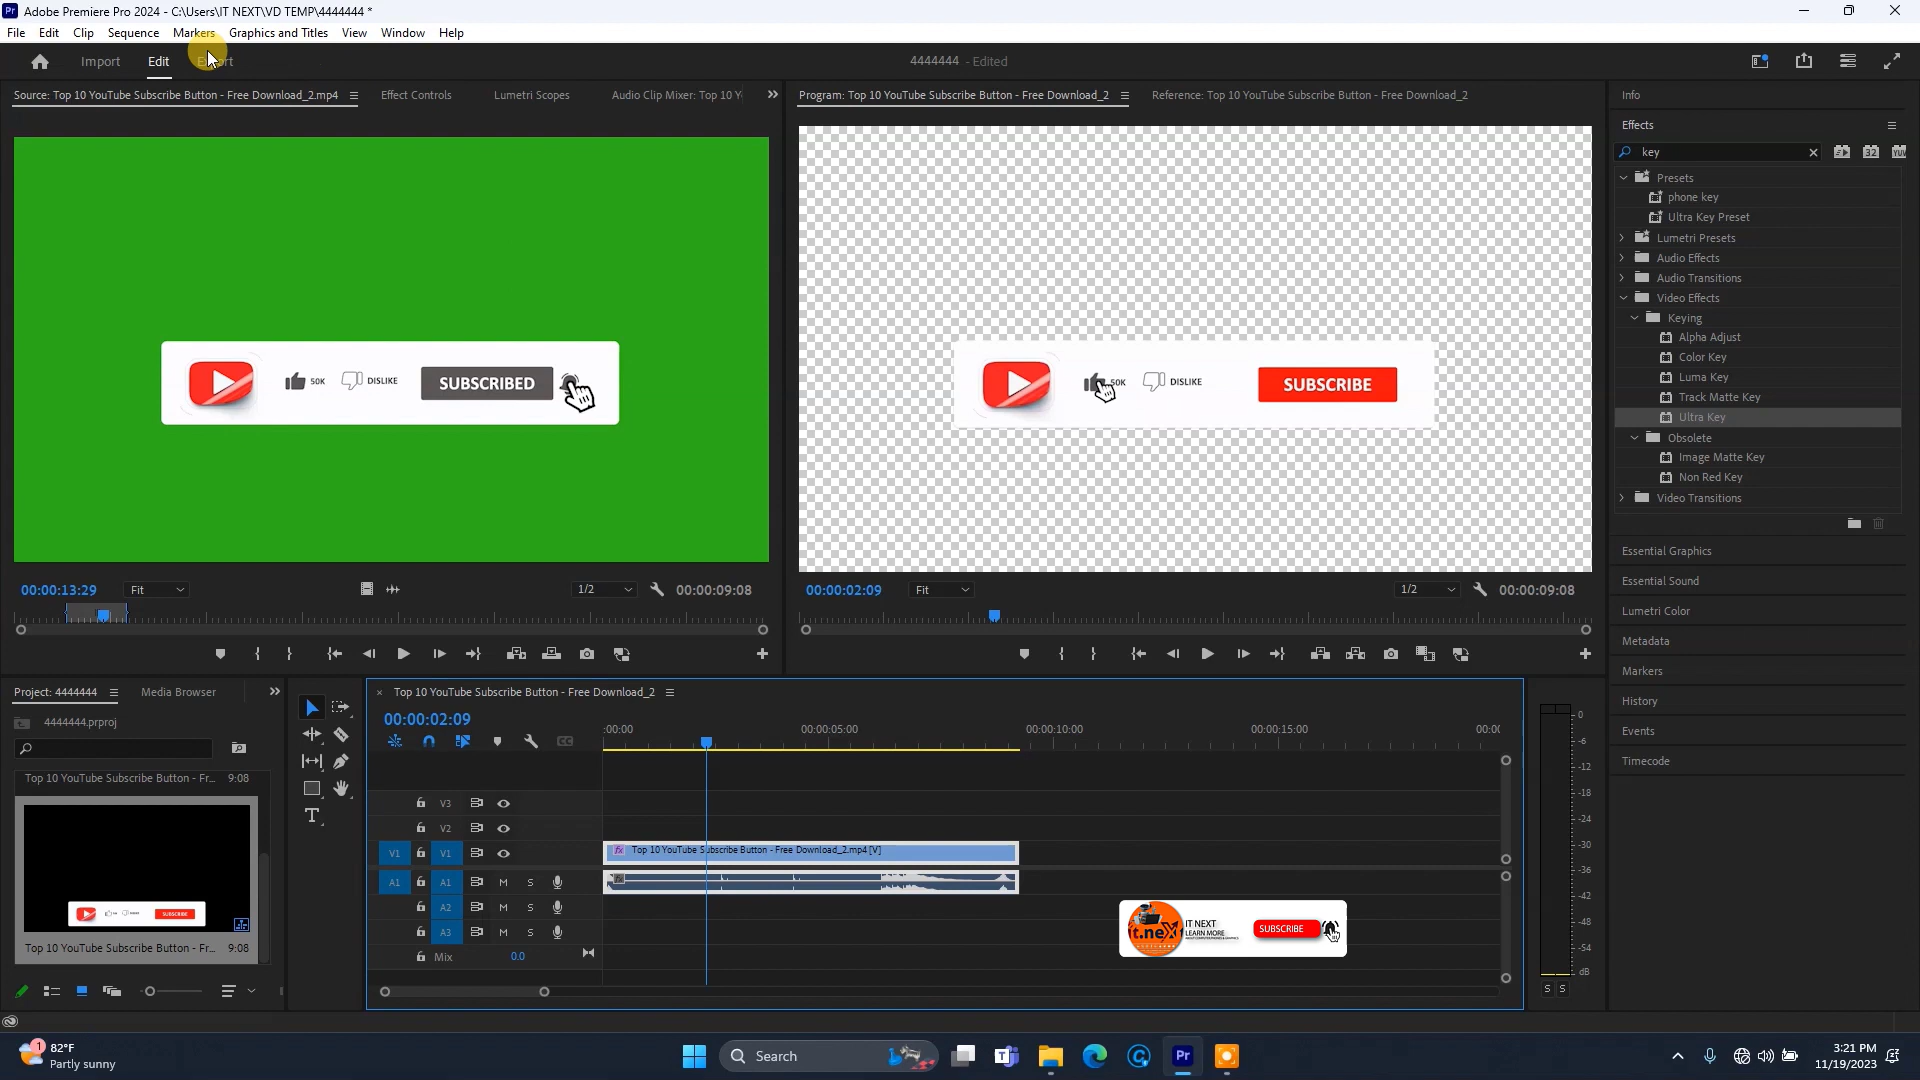 Adobe Premiere Pro 2024 - C:\Users\IT NEXT\VD TEMP\4444444 *
File Edit Clip Sequence Markers Graphics and Titles View Window Help
Import Edit Export
4444444 - Edited
Source: Top 10 YouTube Subscribe Button - Free Download_2.mp4
Effect Controls
Lumetri Scopes
Audio Clip Mixer: Top 10 Y
Program: Top 10 YouTube Subscribe Button - Free Download_2
Reference: Top 10 YouTube Subscribe Button - Free Download_2
50K DISLIKE SUBSCRIBED
50K DISLIKE SUBSCRIBE
00:00:13:29 Fit 1/2 00:00:09:08
00:00:02:09 Fit 1/2 00:00:09:08
Info
Effects
key
32
YUV
Presets
phone key
Ultra Key Preset
Lumetri Presets
Audio Effects
Audio Transitions
Video Effects
Keying
Alpha Adjust
Color Key
Luma Key
Track Matte Key
Ultra Key
Obsolete
Image Matte Key
Non Red Key
Video Transitions
Essential Graphics
Essential Sound
Lumetri Color
Metadata
Markers
History
Events
Timecode
Project: 4444444
Media Browser
4444444.prproj
Top 10 YouTube Subscribe Button - Fr... 9:08
SUBSCRIBE
Top 10 YouTube Subscribe Button - Fr... 9:08
× Top 10 YouTube Subscribe Button - Free Download_2
00:00:02:09
:00:00 00:00:05:00 00:00:10:00 00:00:15:00 00:0
V3
V2
V1 V1
fx Top 10 YouTube Subscribe Button - Free Download_2.mp4 [V]
A1 A1 M S
A2 M S
A3 M S
Mix 0.0
it.neXt
IT NEXT
LEARN MORE
SUBSCRIBE
0
-6
-12
-18
-24
-30
-36
-42
-48
-54
dB
S S
1
82°F
Partly sunny
Search
Pr
3:21 PM
11/19/2023